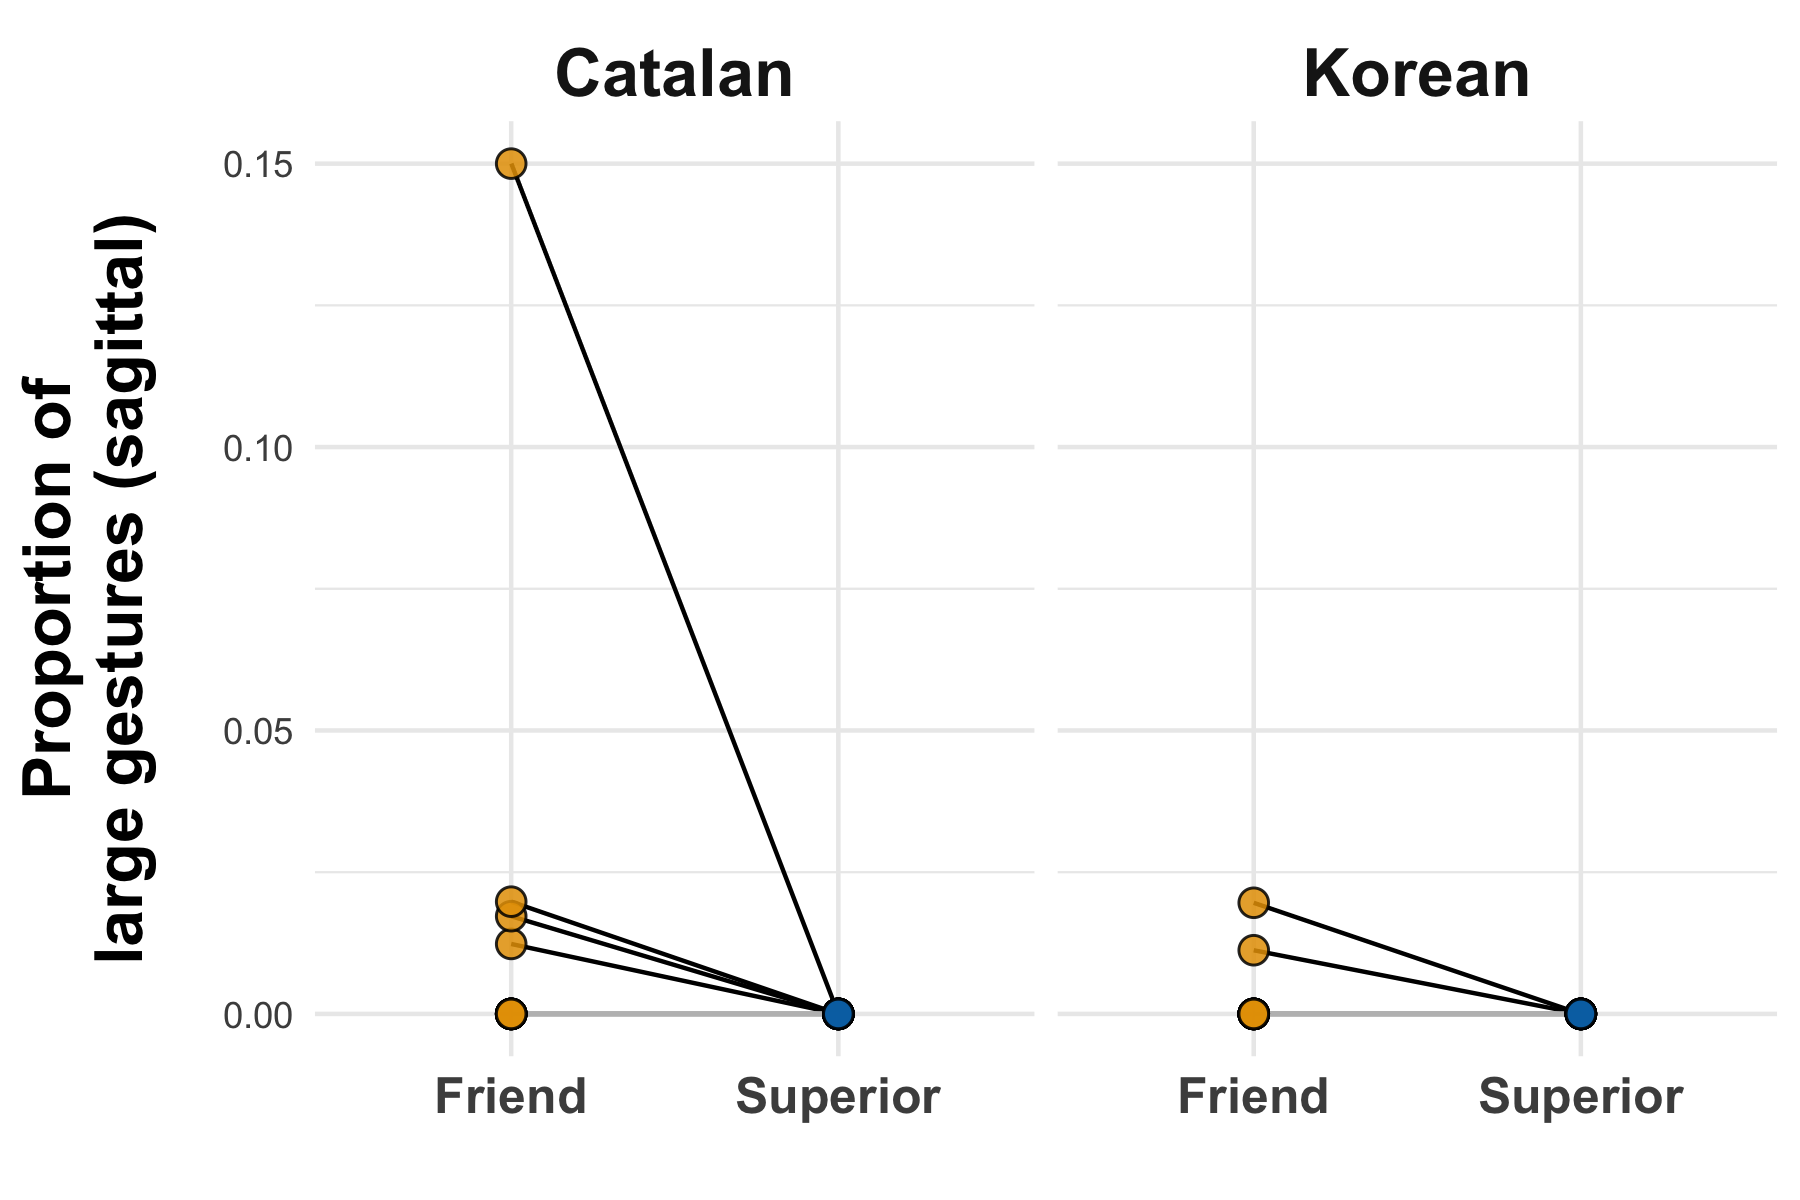 Catalan
Korean
Proportion of
large gestures (sagittal)
0.15
0.10
0.05
0.00
Friend
Superior
Friend
Superior